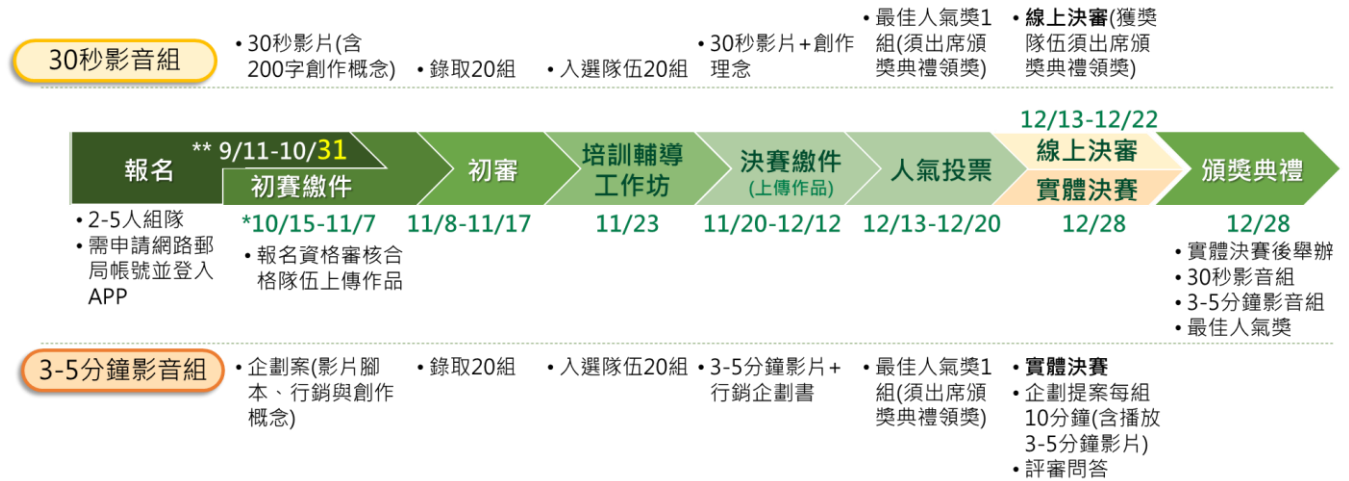 30秒影音組
• 30秒影片(含
200字創作概念)
• 錄取20組
• 入選隊伍20組
• 30秒影片+創作
理念
• 最佳人氣獎1
組(須出席頒
獎典禮領獎)
• 線上決審(獲獎
隊伍須出席頒
獎典禮領獎)
報名
** 9/11-10/31
初賽繳件
初審
培訓輔導
工作坊
決賽繳件
(上傳作品)
人氣投票
12/13-12/22
線上決審
實體決賽
頒獎典禮
• 2-5人組隊
• 需申請網路郵
局帳號並登入
APP
*10/15-11/7
• 報名資格審核合
格隊伍上傳作品
11/8-11/17
11/23
11/20-12/12
12/13-12/20
12/28
12/28
• 實體決賽後舉辦
• 30秒影音組
• 3-5分鐘影音組
• 最佳人氣獎
3-5分鐘影音組
• 企劃案(影片腳
本、行銷與創作
概念)
• 錄取20組
• 入選隊伍20組
• 3-5分鐘影片+
行銷企劃書
• 最佳人氣獎1
組(須出席頒
獎典禮領獎)
• 實體決賽
• 企劃提案每組
10分鐘(含播放
3-5分鐘影片)
• 評審問答